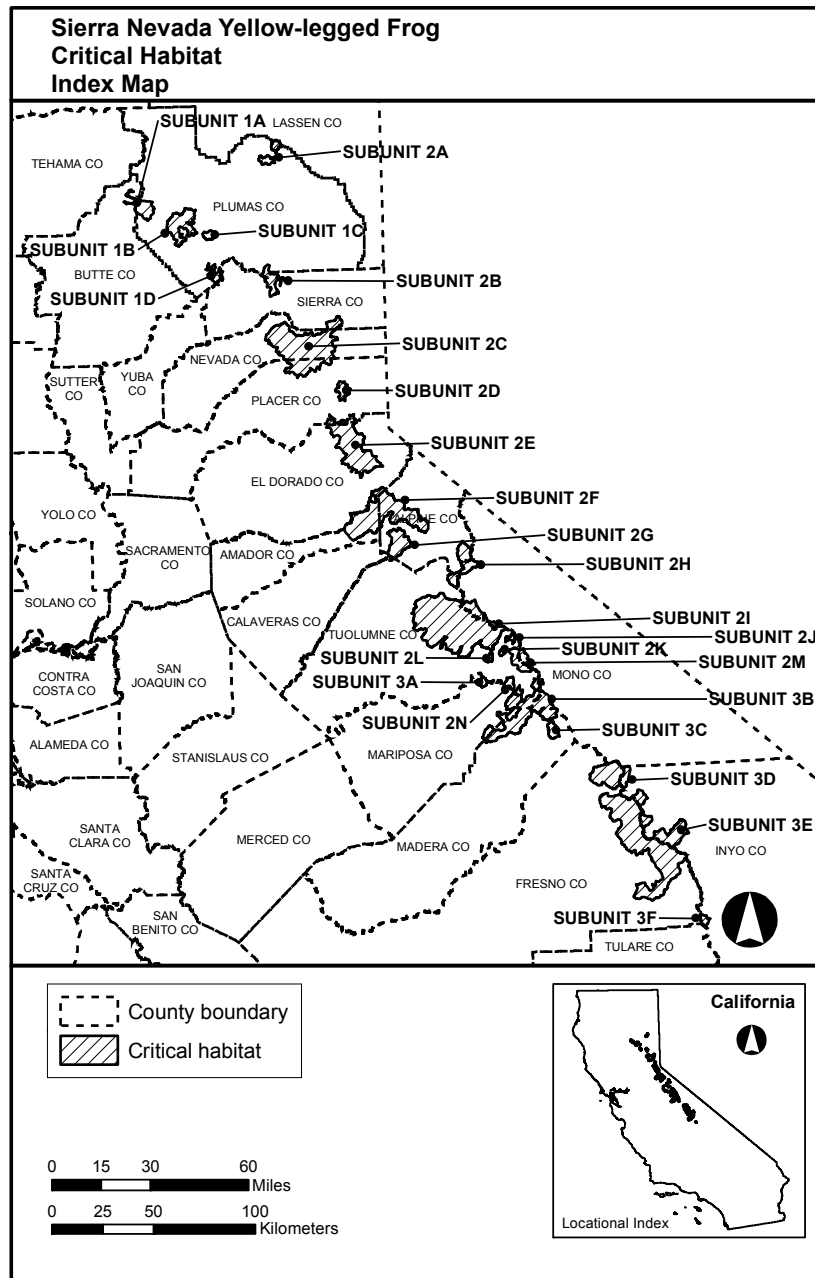 Sierra Nevada Yellow-legged Frog
Critical Habitat
Index Map
SUBUNIT 1A
LASSEN CO
SUBUNIT 2A
TEHAMA CO
PLUMAS CO
SUBUNIT 1C
SUBUNIT 1B
BUTTE CO
SUBUNIT 1D
SUBUNIT 2B
SIERRA CO
SUBUNIT 2C
NEVADA CO
YUBA
CO
SUTTER
CO
SUBUNIT 2D
PLACER CO
SUBUNIT 2E
EL DORADO CO
SUBUNIT 2F
YOLO CO
ALPINE CO
SUBUNIT 2G
SACRAMENTO
CO
AMADOR CO
SUBUNIT 2H
SOLANO CO
CALAVERAS CO
SUBUNIT 2I
TUOLUMNE CO
SUBUNIT 2J
SUBUNIT 2K
SUBUNIT 2L
SUBUNIT 2M
CONTRA
COSTA CO
SAN
JOAQUIN CO
MONO CO
SUBUNIT 3A
SUBUNIT 3B
SUBUNIT 2N
SUBUNIT 3C
ALAMEDA CO
STANISLAUS CO
MARIPOSA CO
SUBUNIT 3D
SANTA
CLARA CO
MERCED CO
MADERA CO
SUBUNIT 3E
INYO CO
SANTA
CRUZ CO
FRESNO CO
SAN
BENITO CO
SUBUNIT 3F
TULARE CO
County boundary
Critical habitat
California
Locational Index
0 15 30 60
Miles
0 25 50 100
Kilometers